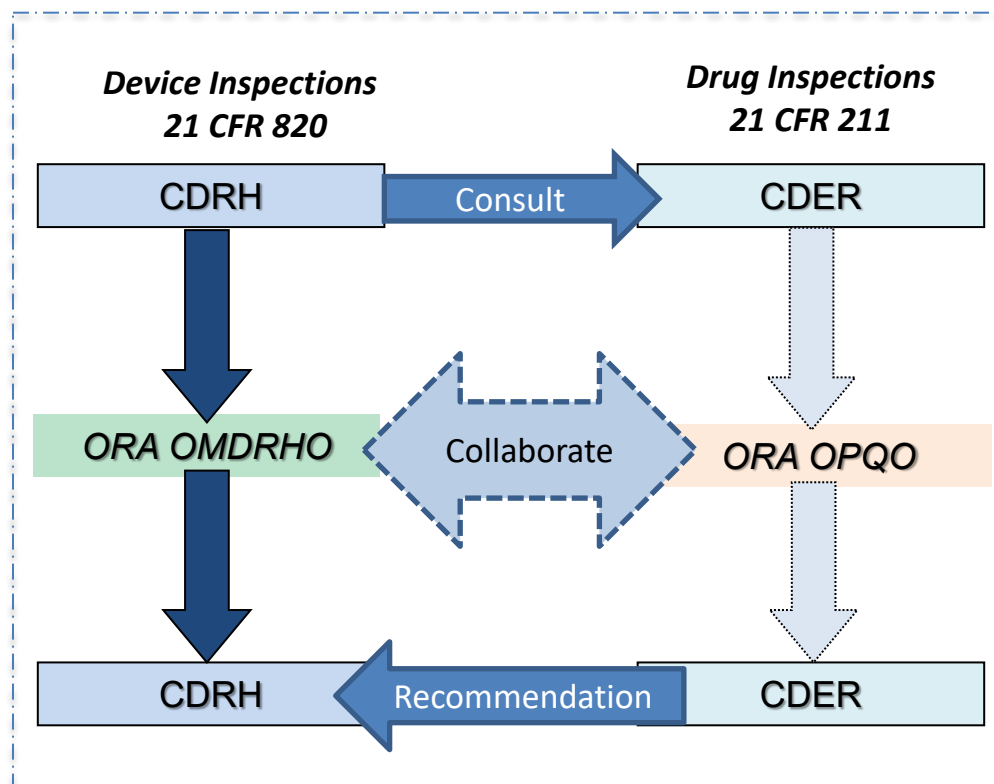 Device Inspections
21 CFR 820
Drug Inspections
21 CFR 211
CDRH
Consult
CDER
ORA OMDRHO
Collaborate
ORA OPQO
CDRH
Recommendation
CDER